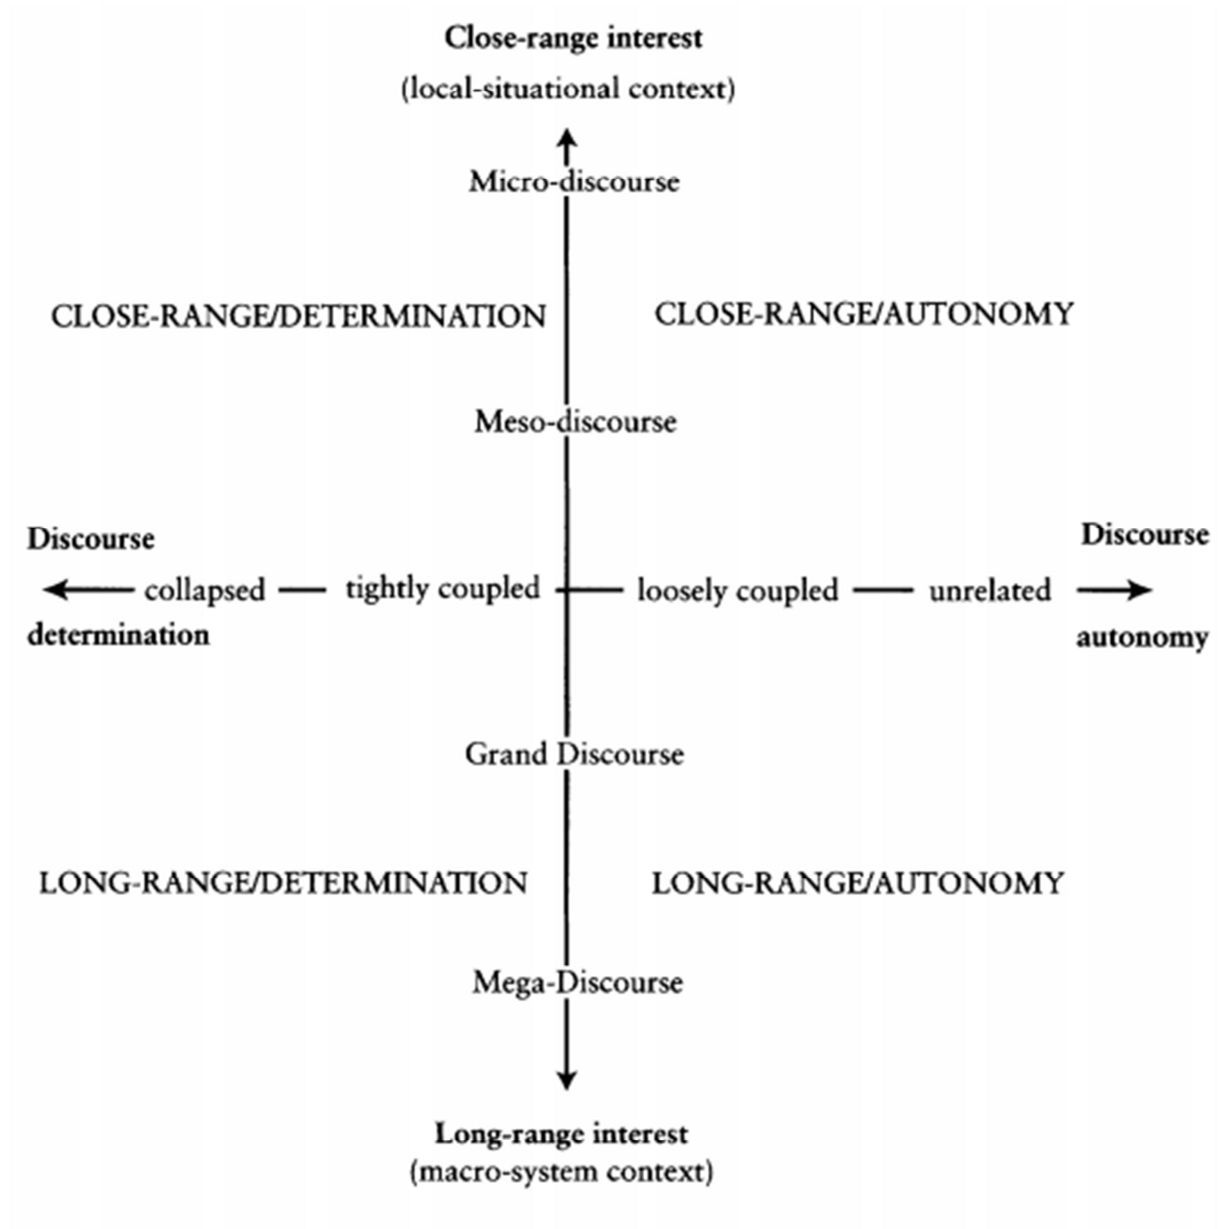 Close-range interest
(local-situational context)
Micro-discourse
CLOSE-RANGE/DETERMINATION
CLOSE-RANGE/AUTONOMY
Meso-discourse
Discourse
Discourse
collapsed
tightly coupled
loosely coupled
unrelated
determination
autonomy
Grand Discourse
LONG-RANGE/DETERMINATION
LONG-RANGE/AUTONOMY
Mega-Discourse
Long-range interest
(macro-system context)